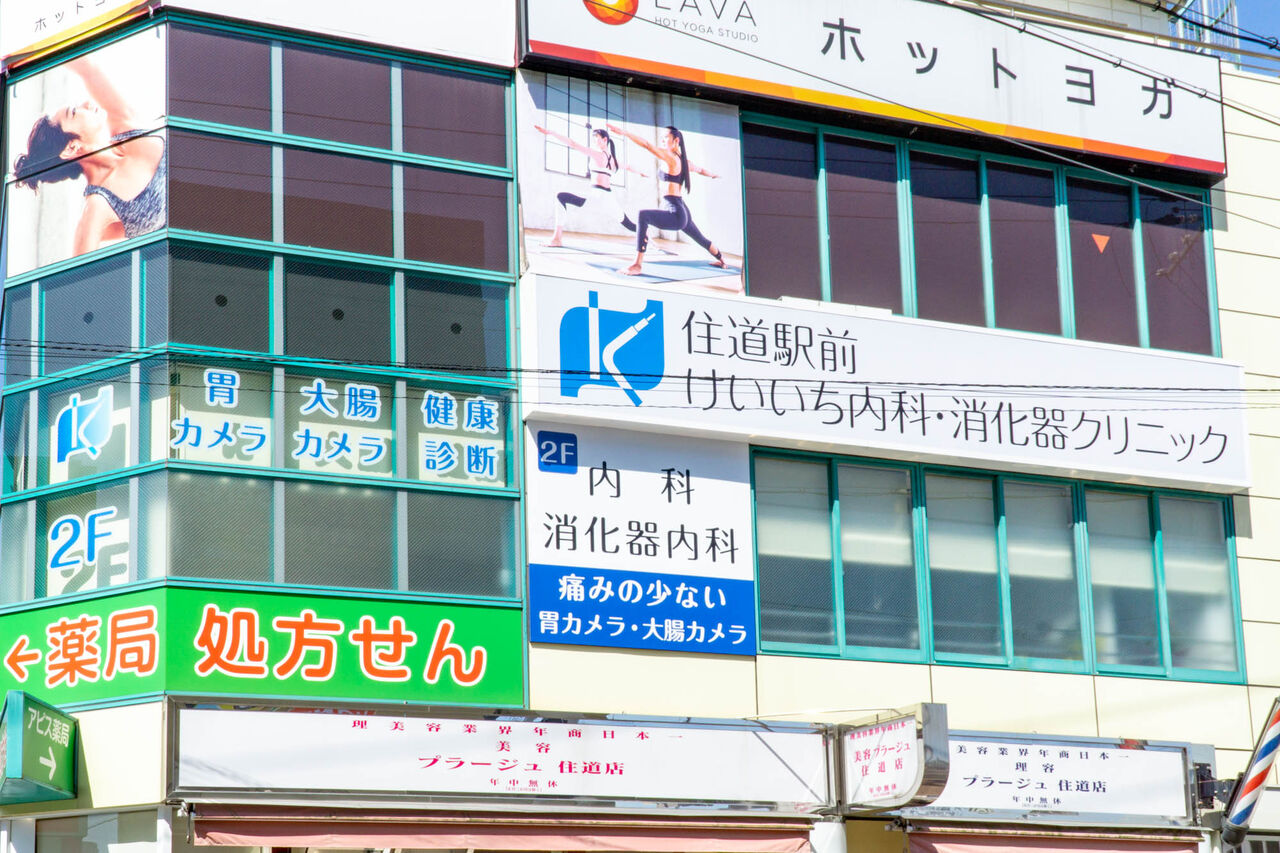 ホットヨガ
LAVA
HOT YOGA STUDIO
ホットヨガ
住道駅前
けいいち内科・消化器クリニック
胃
カメラ
大腸
カメラ
健康
診断
2F
2F
内科
消化器内科
痛みの少ない
胃カメラ・大腸カメラ
←薬局 処方せん
アピス薬局
→
理美容業界年商日本一
美容
プラージュ 住道店
年中無休
美容 プラージュ
住道店
美容業界年商日本一
理容
プラージュ 住道店
年中無休